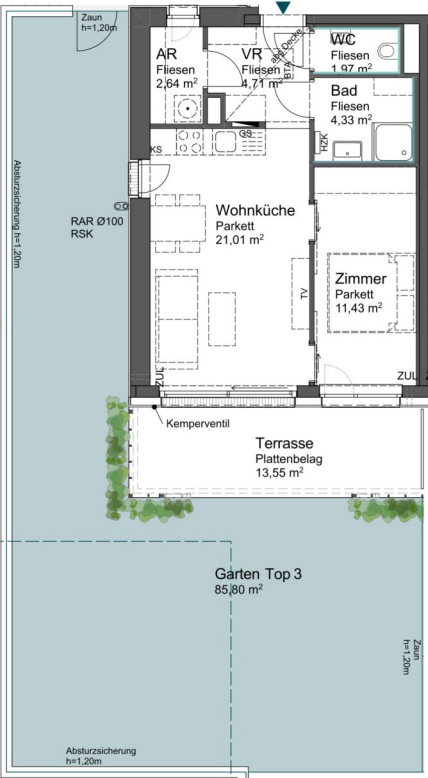 Zaun
h=1,20m
AR
Fliesen
2,64 m²
VR
Fliesen
4,71 m²
abg.Decke
BTA
WC
Fliesen
1,97 m²
Bad
Fliesen
4,33 m²
HZK
KS
GS
Absturzsicherung h=1,20m
RAR Ø100
RSK
Wohnküche
Parkett
21,01 m²
TV
Zimmer
Parkett
11,43 m²
ZUL
ZUL
Kemperventil
Terrasse
Plattenbelag
13,55 m²
Garten Top 3
85,80 m²
Zaun
h=1,20m
Absturzsicherung
h=1,20m